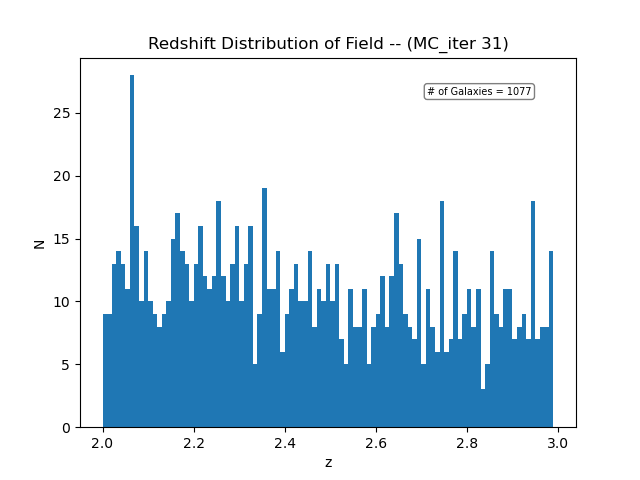 Redshift Distribution of Field -- (MC_iter 31)
# of Galaxies = 1077
N
25
20
15
10
5
0
2.0 2.2 2.4 2.6 2.8 3.0
z